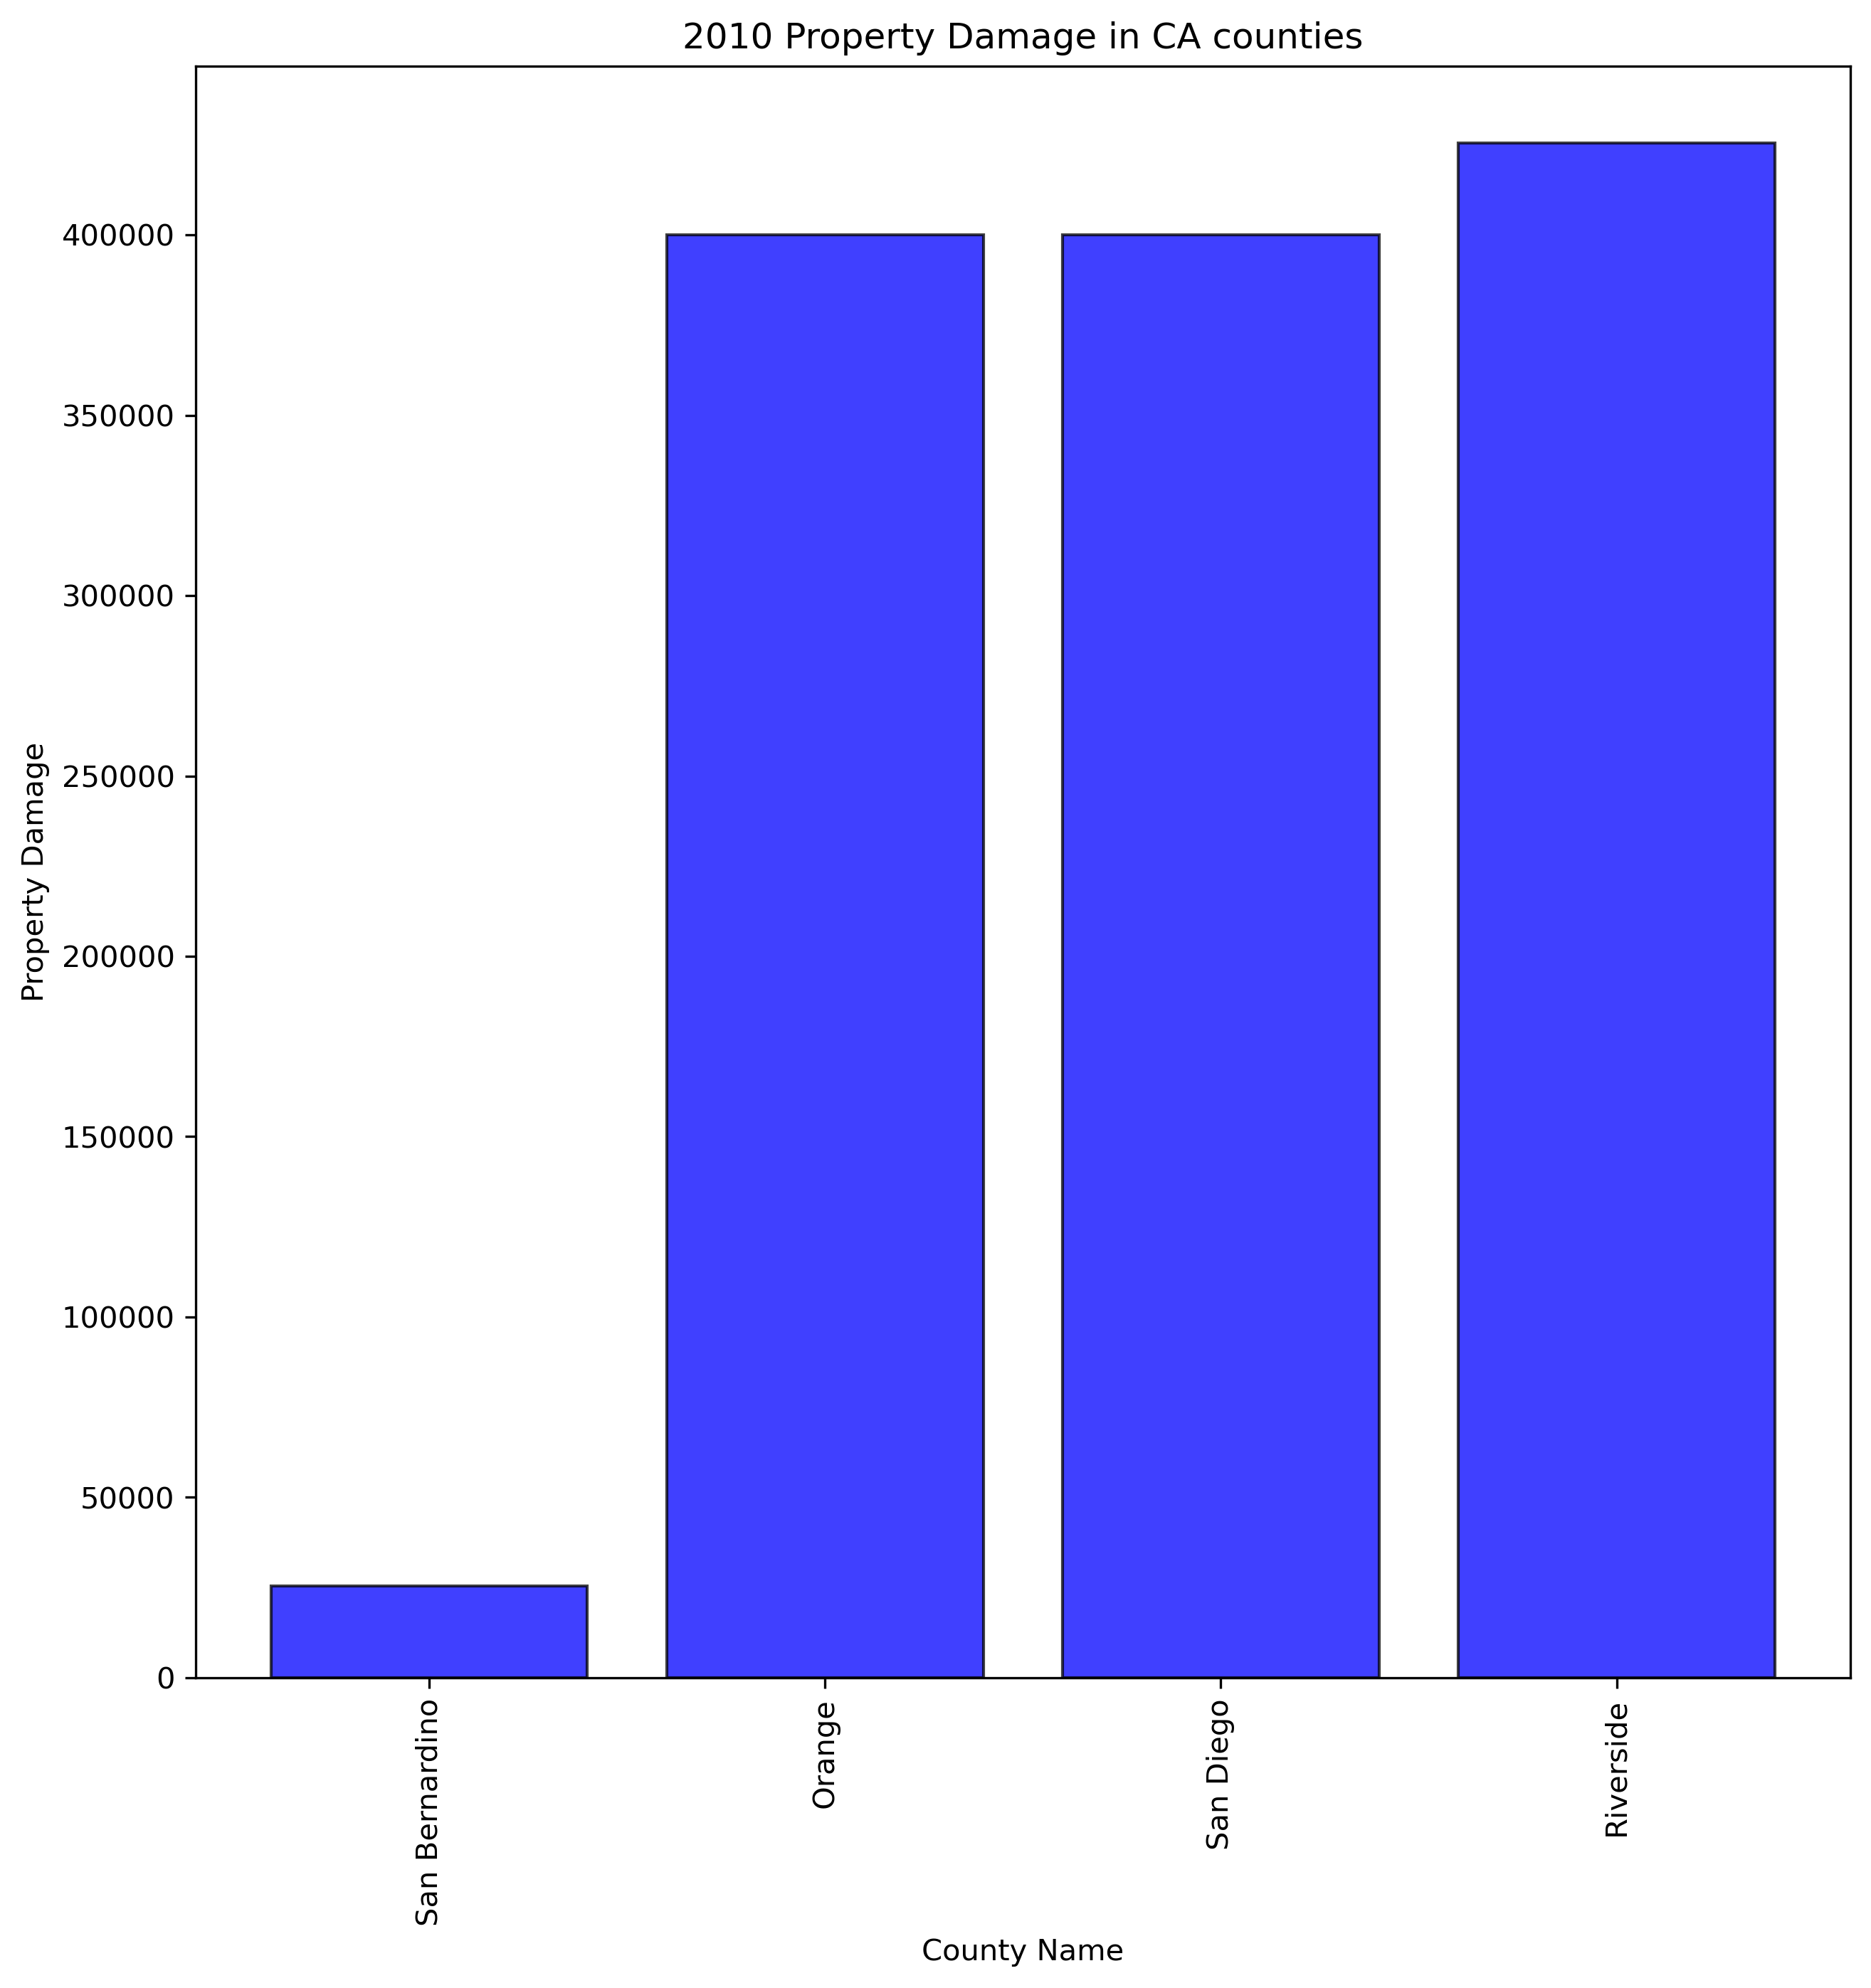 2010 Property Damage in CA counties
Property Damage
400000
350000
300000
250000
200000
150000
100000
50000
0
San Bernardino
Orange
San Diego
Riverside
County Name